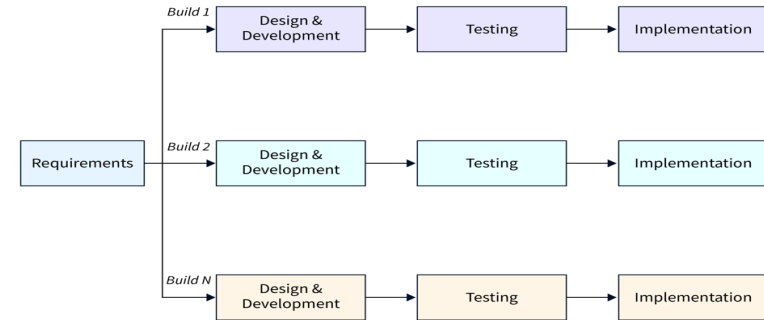 Build 1
Design &
Development
Testing
Implementation
Requirements
Build 2
Design &
Development
Testing
Implementation
Build N
Design &
Development
Testing
Implementation